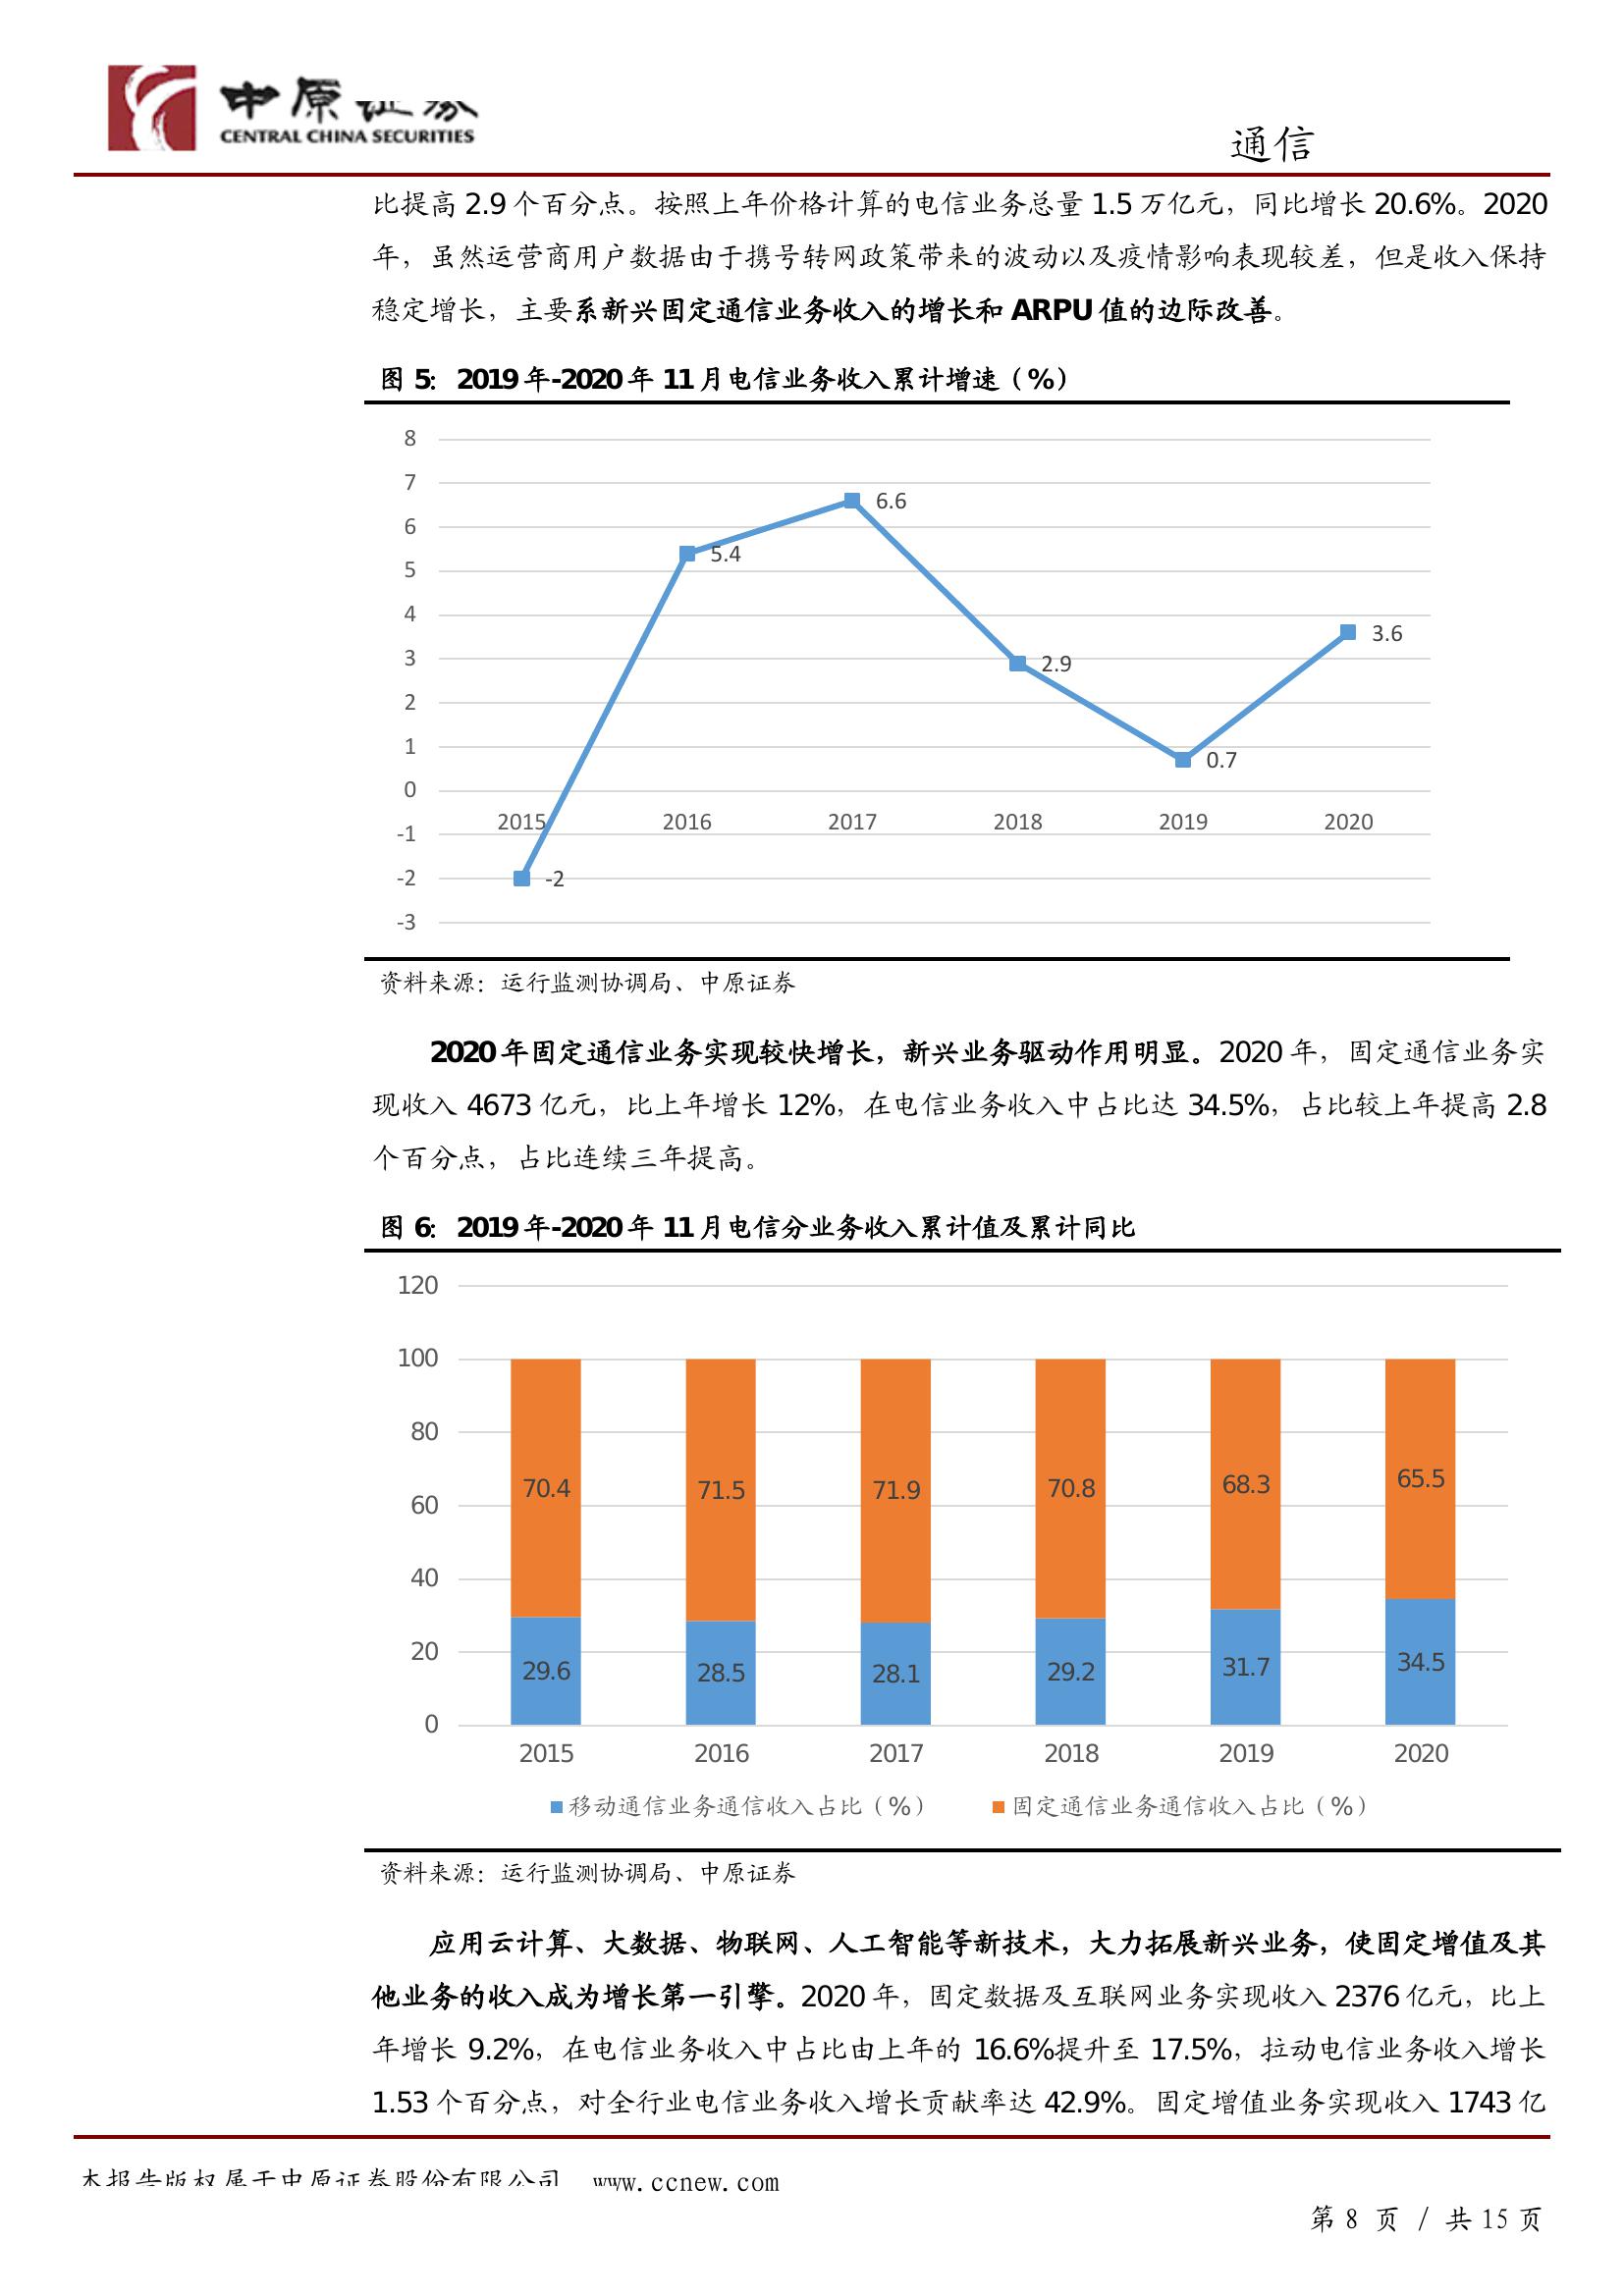 中原证券
CENTRAL CHINA SECURITIES
通信
比提高 2.9 个百分点。按照上年价格计算的电信业务总量 1.5 万亿元，同比增长 20.6%。2020
年，虽然运营商用户数据由于携号转网政策带来的波动以及疫情影响表现较差，但是收入保持
稳定增长，主要系新兴固定通信业务收入的增长和 ARPU 值的边际改善。
图 5: 2019 年-2020 年 11 月电信业务收入累计增速（%）
8
7
6
5
4
3
2
1
0
-1
-2
-3
-2
5.4
6.6
2.9
0.7
3.6
2015
2016
2017
2018
2019
2020
资料来源：运行监测协调局、中原证券
2020 年固定通信业务实现较快增长，新兴业务驱动作用明显。2020 年，固定通信业务实
现收入 4673 亿元，比上年增长 12%，在电信业务收入中占比达 34.5%，占比较上年提高 2.8
个百分点，占比连续三年提高。
图 6: 2019 年-2020 年 11 月电信分业务收入累计值及累计同比
120
100
80
60
40
20
0
70.4
71.5
71.9
70.8
68.3
65.5
29.6
28.5
28.1
29.2
31.7
34.5
2015
2016
2017
2018
2019
2020
移动通信业务通信收入占比（%）
固定通信业务通信收入占比（%）
资料来源：运行监测协调局、中原证券
应用云计算、大数据、物联网、人工智能等新技术，大力拓展新兴业务，使固定增值及其
他业务的收入成为增长第一引擎。2020 年，固定数据及互联网业务实现收入 2376 亿元，比上
年增长 9.2%，在电信业务收入中占比由上年的 16.6%提升至 17.5%，拉动电信业务收入增长
1.53 个百分点，对全行业电信业务收入增长贡献率达 42.9%。固定增值业务实现收入 1743 亿
本报告版权属于中原证券股份有限公司 www.ccnew.com
第 8 页 / 共 15 页